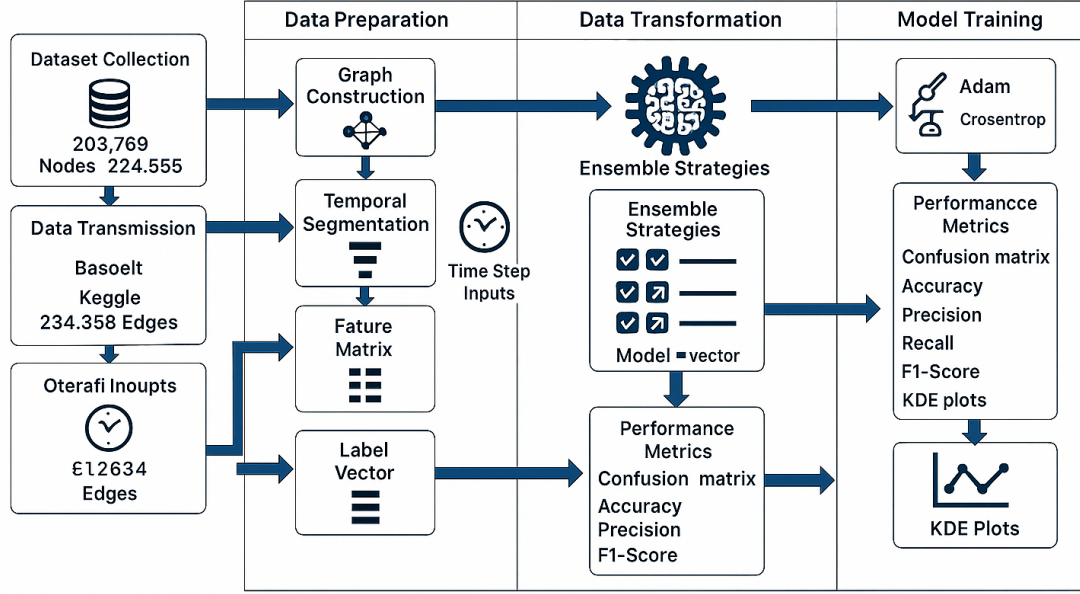 Data Preparation
Data Transformation
Model Training
Dataset Collection
203,769
Nodes 224.555
Data Transmission
Basoelt
Keggle
234.358 Edges
Oterafi Inoupts
£12634
Edges
Graph
Construction
Temporal
Segmentation
Time Step
Inputs
Fature
Matrix
Label
Vector
Ensemble Strategies
Ensemble
Strategies
Model vector
Performance
Metrics
Confusion matrix
Accuracy
Precision
F1-Score
Adam
Crosentrop
Performancce
Metrics
Confusion matrix
Accuracy
Precision
Recall
F1-Score
KDE plots
KDE Plots